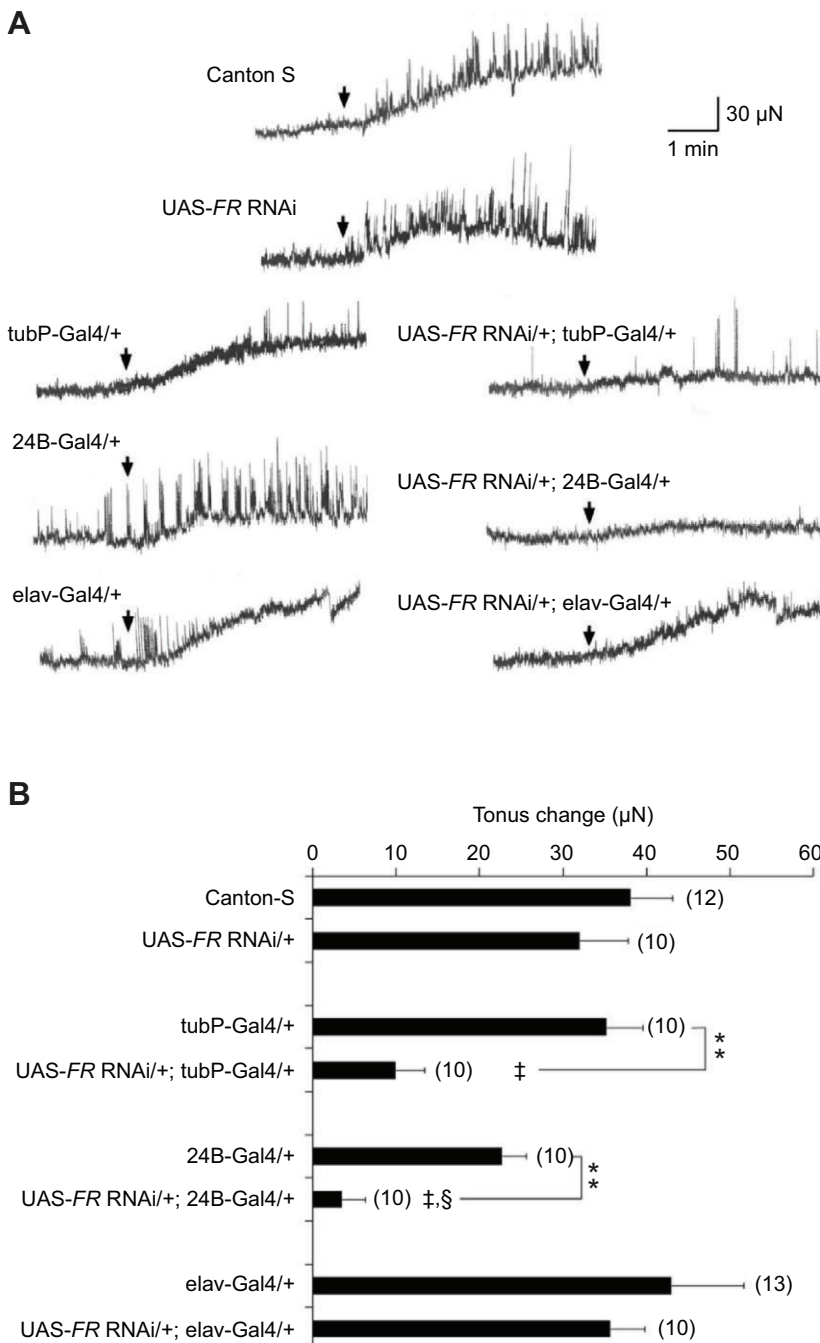 A
Canton S
30 µN
1 min
UAS-FR RNAi
tubP-Gal4/+
UAS-FR RNAi/+; tubP-Gal4/+
24B-Gal4/+
UAS-FR RNAi/+; 24B-Gal4/+
elav-Gal4/+
UAS-FR RNAi/+; elav-Gal4/+
B
Tonus change (µN)
0 10 20 30 40 50 60
Canton-S (12)
UAS-FR RNAi/+ (10)
tubP-Gal4/+ (10)
**
UAS-FR RNAi/+; tubP-Gal4/+ (10) ‡
24B-Gal4/+ (10)
**
UAS-FR RNAi/+; 24B-Gal4/+ (10) ‡,§
elav-Gal4/+ (13)
UAS-FR RNAi/+; elav-Gal4/+ (10)